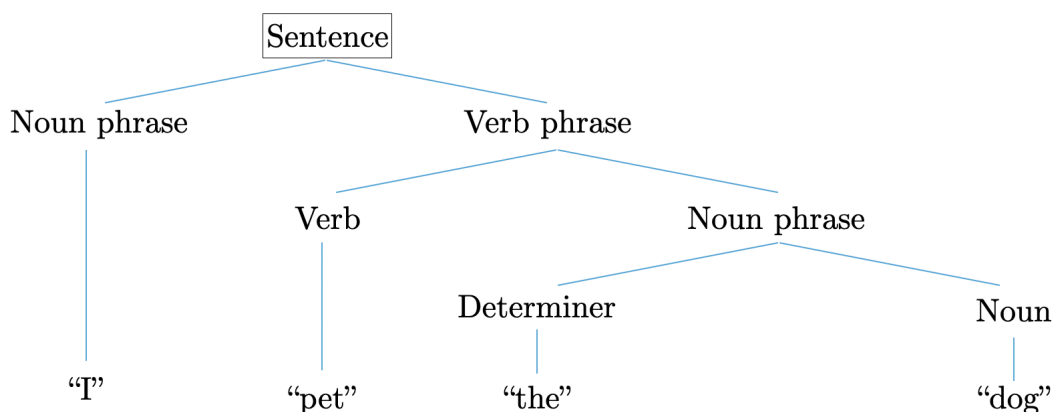 Sentence
Noun phrase Verb phrase
Verb Noun phrase
Determiner Noun
“I” “pet” “the” “dog”